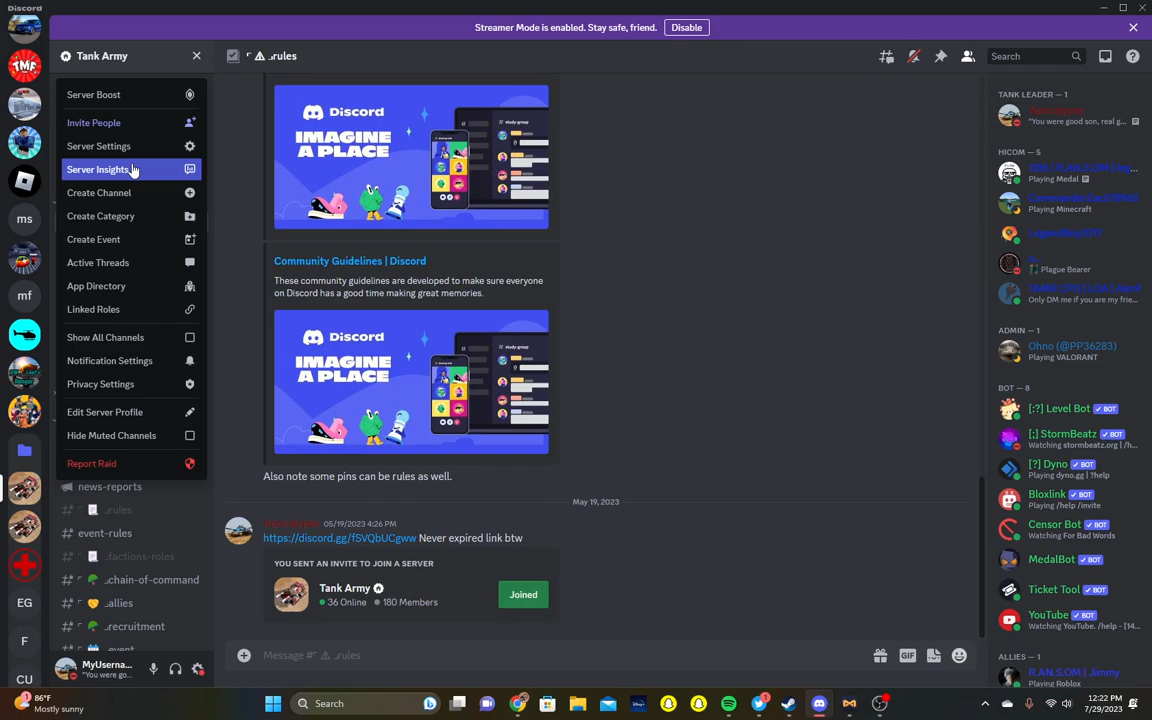 Discord
Streamer Mode is enabled. Stay safe, friend. Disable
Tank Army
rules
Search
Server Boost
Invite People
Server Settings
Server Insights
Create Channel
Create Category
Create Event
Active Threads
App Directory
Linked Roles
Show All Channels
Notification Settings
Privacy Settings
Edit Server Profile
Hide Muted Channels
Report Raid
news-reports
rules
event-rules
factions-roles
chain-of-command
allies
recruitment
event
TMF
ms
mf
EG
F
CU
MyUserna...
"You were go...
Discord
IMAGINE
A PLACE
Community Guidelines | Discord
These community guidelines are developed to make sure everyone
on Discord has a good time making great memories.
Discord
IMAGINE
A PLACE
Also note some pins can be rules as well.
May 19, 2023
05/19/2023 4:26 PM
https://discord.gg/fSVQbUCgww Never expired link btw
YOU SENT AN INVITE TO JOIN A SERVER
Tank Army
36 Online 180 Members
Joined
Message #
rules
GIF
TANK LEADER — 1
"You were good son, real g...
HICOM — 5
Playing Medal
Playing Minecraft
Plague Bearer
Only DM me if you are my frie...
ADMIN — 1
Ohno (@PP36283)
Playing VALORANT
BOT — 8
[:?] Level Bot BOT
[;] StormBeatz BOT
Watching stormbeatz.org | /h...
[?] Dyno BOT
Playing dyno.gg | ?help
Bloxlink BOT
Playing /help /invite
Censor Bot BOT
Watching For Bad Words
MedalBot BOT
Ticket Tool BOT
YouTube BOT
Watching YouTube. /help - [14...
ALLIES — 1
R.AN.S.OM | Jimmy
Playing Roblox
86°F
Mostly sunny
Search
12:22 PM
7/29/2023